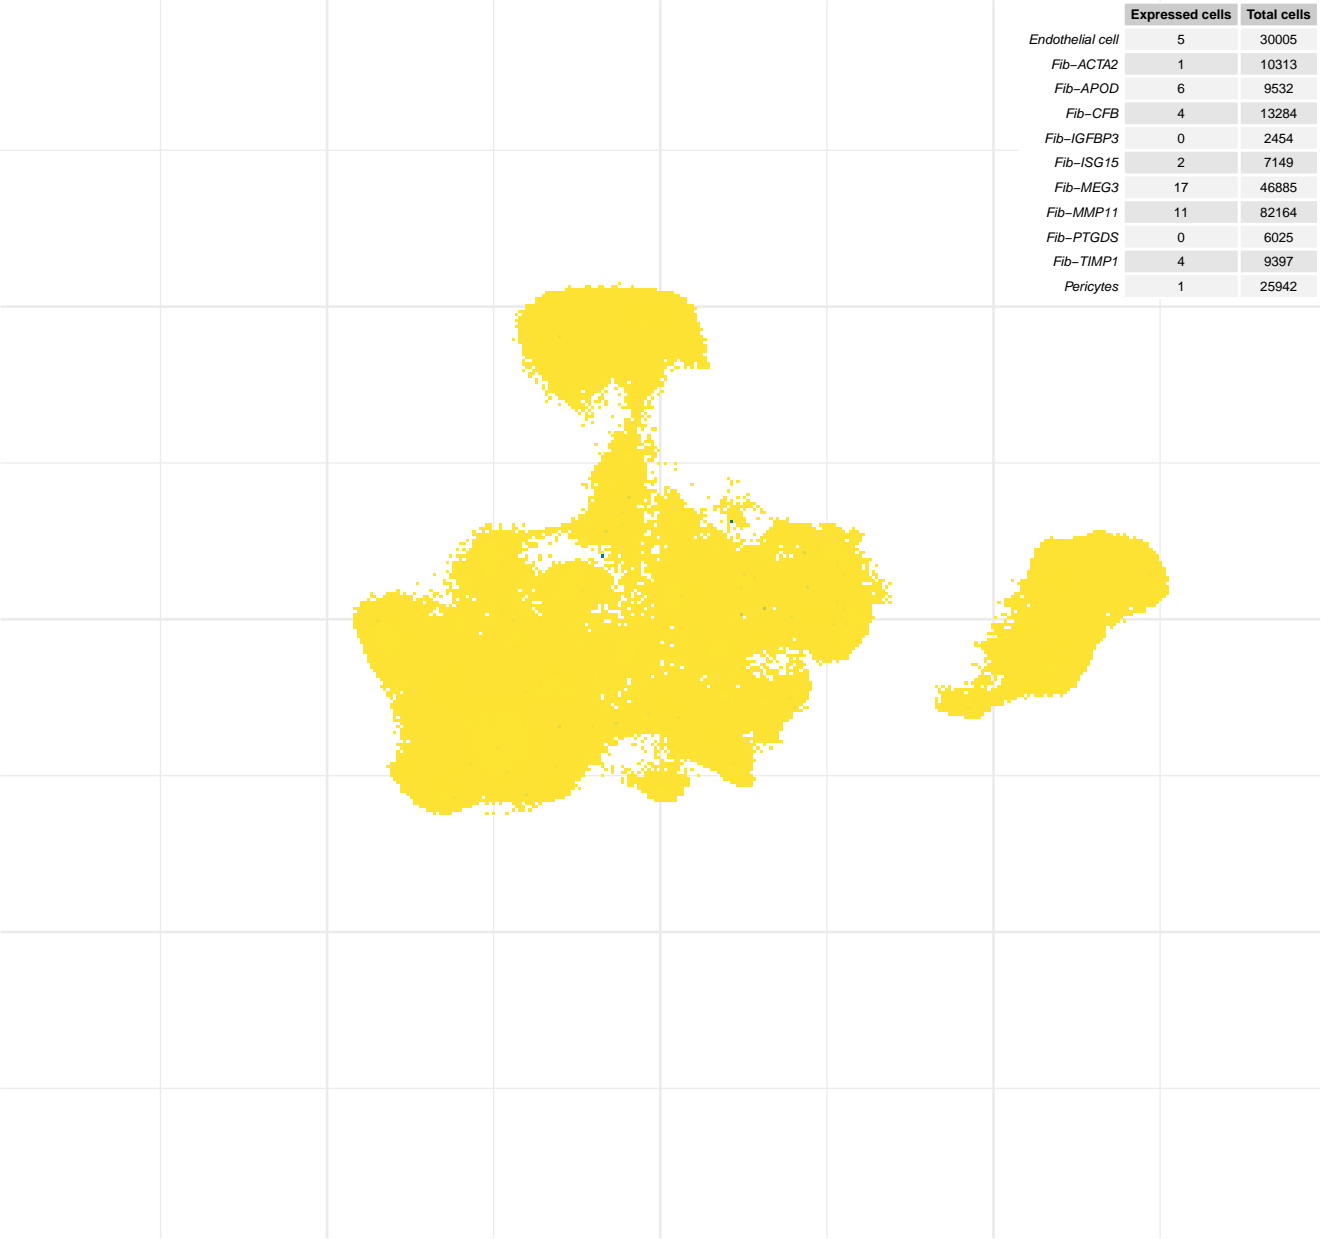 Expressed cells Total cells
Endothelial cell 5 30005
Fib−ACTA2 1 10313
Fib−APOD 6 9532
Fib−CFB 4 13284
Fib−IGFBP3 0 2454
Fib−ISG15 2 7149
Fib−MEG3 17 46885
Fib−MMP11 11 82164
Fib−PTGDS 0 6025
Fib−TIMP1 4 9397
Pericytes 1 25942